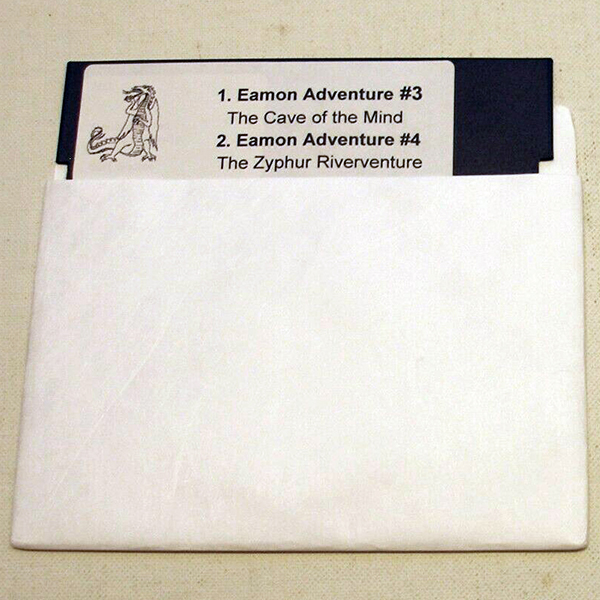 1. Eamon Adventure #3
The Cave of the Mind
2. Eamon Adventure #4
The Zyphur Riverventure